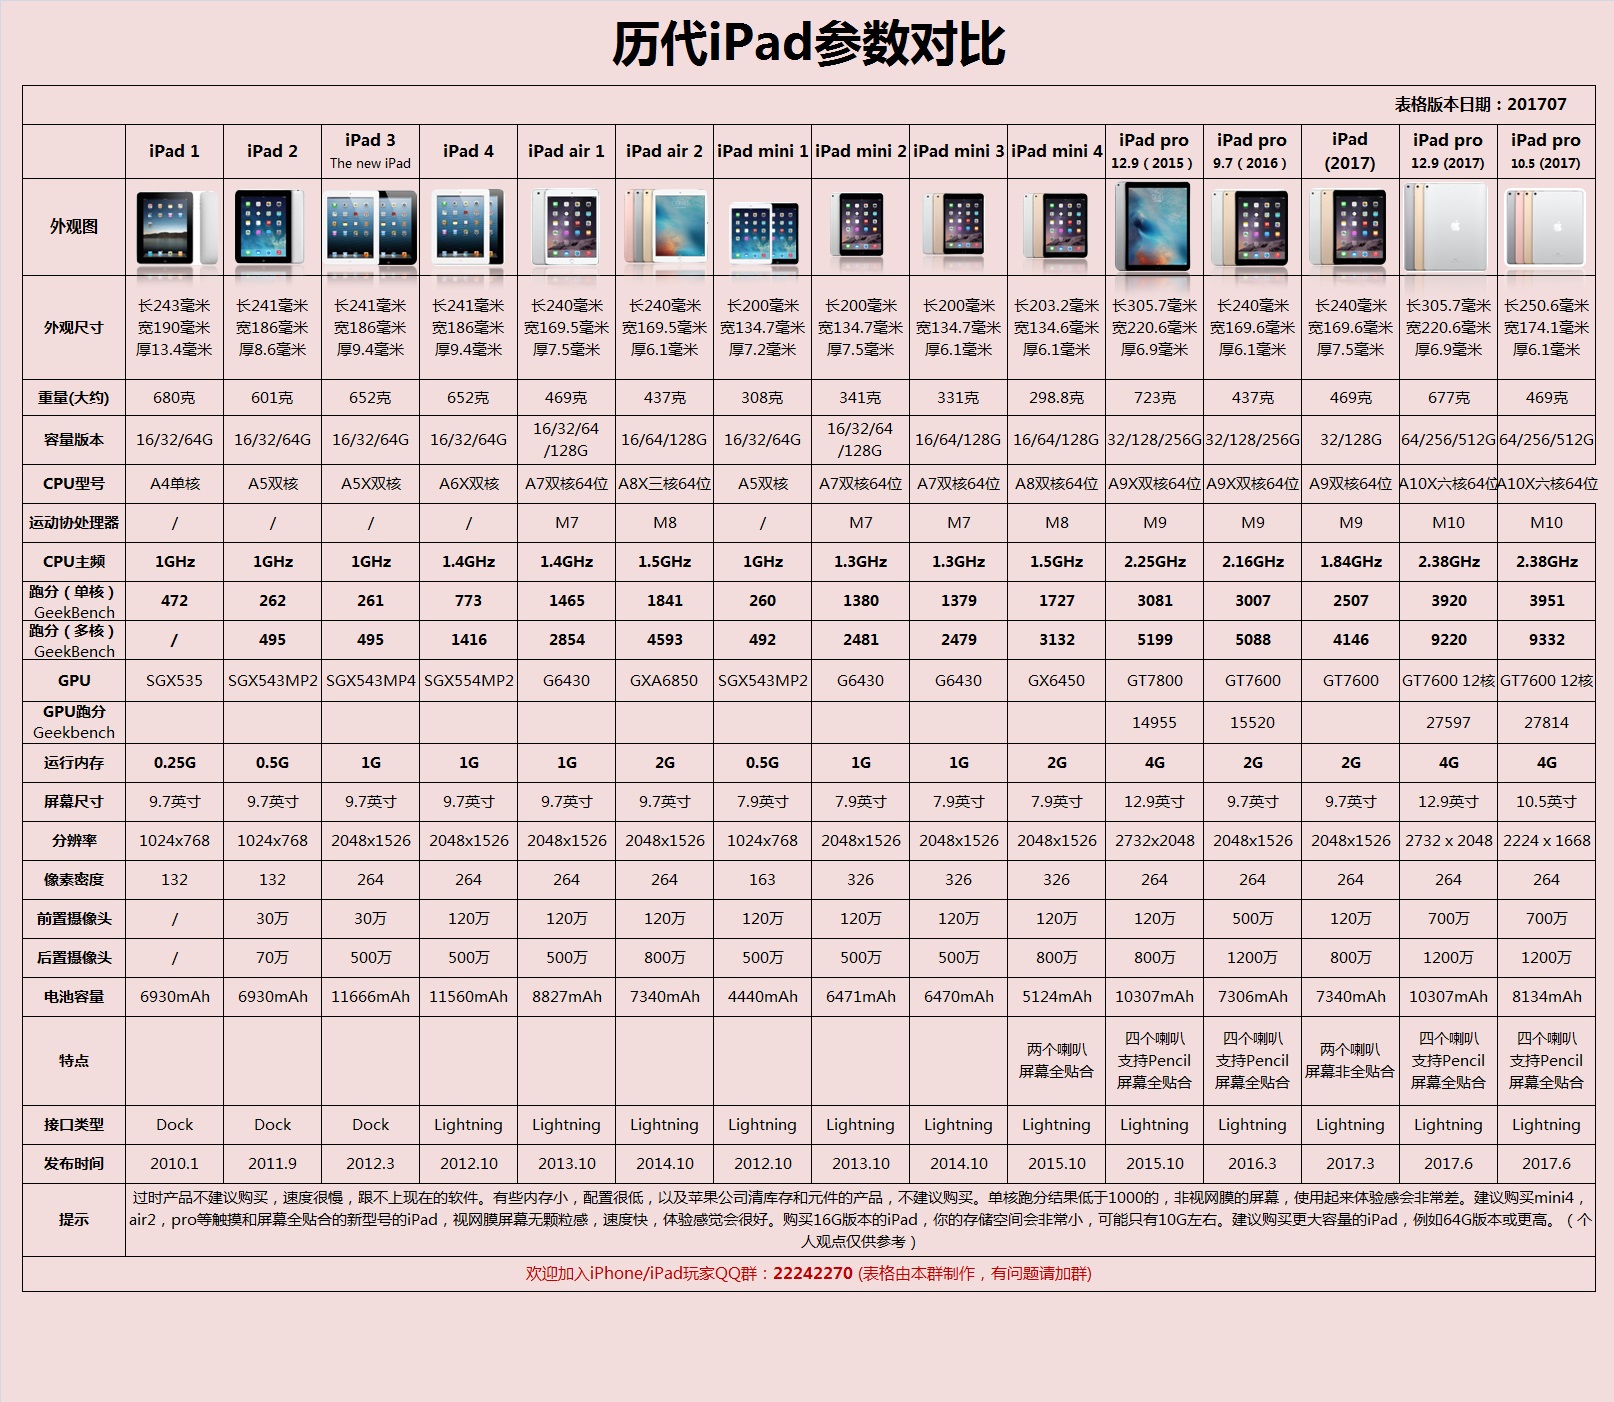 历代iPad参数对比
表格版本日期：201707
iPad 1 iPad 2 iPad 3 The new iPad iPad 4 iPad air 1 iPad air 2 iPad mini 1 iPad mini 2 iPad mini 3 iPad mini 4 iPad pro 12.9（2015） iPad pro 9.7（2016） iPad (2017) iPad pro 12.9 (2017) iPad pro 10.5 (2017)
外观图
长243毫米 长241毫米 长241毫米 长241毫米 长240毫米 长240毫米 长200毫米 长200毫米 长200毫米 长203.2毫米 长305.7毫米 长240毫米 长240毫米 长305.7毫米 长250.6毫米
外观尺寸 宽190毫米 宽186毫米 宽186毫米 宽186毫米 宽169.5毫米 宽169.5毫米 宽134.7毫米 宽134.7毫米 宽134.7毫米 宽134.6毫米 宽220.6毫米 宽169.6毫米 宽169.6毫米 宽220.6毫米 宽174.1毫米
厚13.4毫米 厚8.6毫米 厚9.4毫米 厚9.4毫米 厚7.5毫米 厚6.1毫米 厚7.2毫米 厚7.5毫米 厚6.1毫米 厚6.1毫米 厚6.9毫米 厚6.1毫米 厚7.5毫米 厚6.9毫米 厚6.1毫米
重量(大约) 680克 601克 652克 652克 469克 437克 308克 341克 331克 298.8克 723克 437克 469克 677克 469克
容量版本 16/32/64G 16/32/64G 16/32/64G 16/32/64G 16/32/64/128G 16/64/128G 16/32/64G 16/32/64/128G 16/64/128G 16/64/128G 32/128/256G 32/128/256G 32/128G 64/256/512G 64/256/512G
CPU型号 A4单核 A5双核 A5X双核 A6X双核 A7双核64位 A8X三核64位 A5双核 A7双核64位 A7双核64位 A8双核64位 A9X双核64位 A9X双核64位 A9双核64位 A10X六核64位 A10X六核64位
运动协处理器 / / / / M7 M8 / M7 M7 M8 M9 M9 M9 M10 M10
CPU主频 1GHz 1GHz 1GHz 1.4GHz 1.4GHz 1.5GHz 1GHz 1.3GHz 1.3GHz 1.5GHz 2.25GHz 2.16GHz 1.84GHz 2.38GHz 2.38GHz
跑分（单核）GeekBench 472 262 261 773 1465 1841 260 1380 1379 1727 3081 3007 2507 3920 3951
跑分（多核）GeekBench / 495 495 1416 2854 4593 492 2481 2479 3132 5199 5088 4146 9220 9332
GPU SGX535 SGX543MP2 SGX543MP4 SGX554MP2 G6430 GXA6850 SGX543MP2 G6430 G6430 GX6450 GT7800 GT7600 GT7600 GT7600 12核 GT7600 12核
GPU跑分 Geekbench 14955 15520 27597 27814
运行内存 0.25G 0.5G 1G 1G 1G 2G 0.5G 1G 1G 2G 4G 2G 2G 4G 4G
屏幕尺寸 9.7英寸 9.7英寸 9.7英寸 9.7英寸 9.7英寸 9.7英寸 7.9英寸 7.9英寸 7.9英寸 7.9英寸 12.9英寸 9.7英寸 9.7英寸 12.9英寸 10.5英寸
分辨率 1024x768 1024x768 2048x1526 2048x1526 2048x1526 2048x1526 1024x768 2048x1526 2048x1526 2048x1526 2732x2048 2048x1526 2048x1526 2732 x 2048 2224 x 1668
像素密度 132 132 264 264 264 264 163 326 326 326 264 264 264 264 264
前置摄像头 / 30万 30万 120万 120万 120万 120万 120万 120万 120万 120万 500万 120万 700万 700万
后置摄像头 / 70万 500万 500万 500万 800万 500万 500万 500万 800万 800万 1200万 800万 1200万 1200万
电池容量 6930mAh 6930mAh 11666mAh 11560mAh 8827mAh 7340mAh 4440mAh 6471mAh 6470mAh 5124mAh 10307mAh 7306mAh 7340mAh 10307mAh 8134mAh
特点 两个喇叭 屏幕全贴合 四个喇叭 支持Pencil 屏幕全贴合 四个喇叭 支持Pencil 屏幕全贴合 两个喇叭 屏幕非全贴合 四个喇叭 支持Pencil 屏幕全贴合 四个喇叭 支持Pencil 屏幕全贴合
接口类型 Dock Dock Dock Lightning Lightning Lightning Lightning Lightning Lightning Lightning Lightning Lightning Lightning Lightning Lightning
发布时间 2010.1 2011.9 2012.3 2012.10 2013.10 2014.10 2012.10 2013.10 2014.10 2015.10 2015.10 2016.3 2017.3 2017.6 2017.6
过时产品不建议购买，速度很慢，跟不上现在的软件。有些内存小，配置很低，以及苹果公司清库存和元件的产品，不建议购买。单核跑分结果低于1000的，非视网膜的屏幕，使用起来体验感会非常差。建议购买mini4，
提示 air2，pro等触摸和屏幕全贴合的新型号的iPad，视网膜屏幕无颗粒感，速度快，体验感觉会很好。购买16G版本的iPad，你的存储空间会非常小，可能只有10G左右。建议购买更大容量的iPad，例如64G版本或更高。（个
人观点仅供参考）
欢迎加入iPhone/iPad玩家QQ群：22242270 (表格由本群制作，有问题请加群)